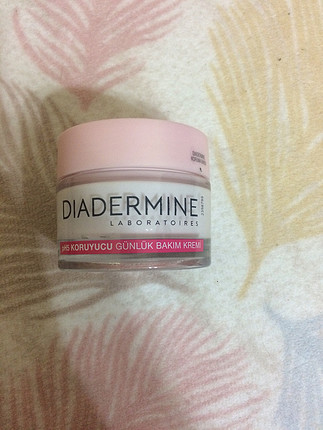 DIADERMINE
LABORATOIRES
KORUYUCU GÜNLÜK BAKIM KREMİ